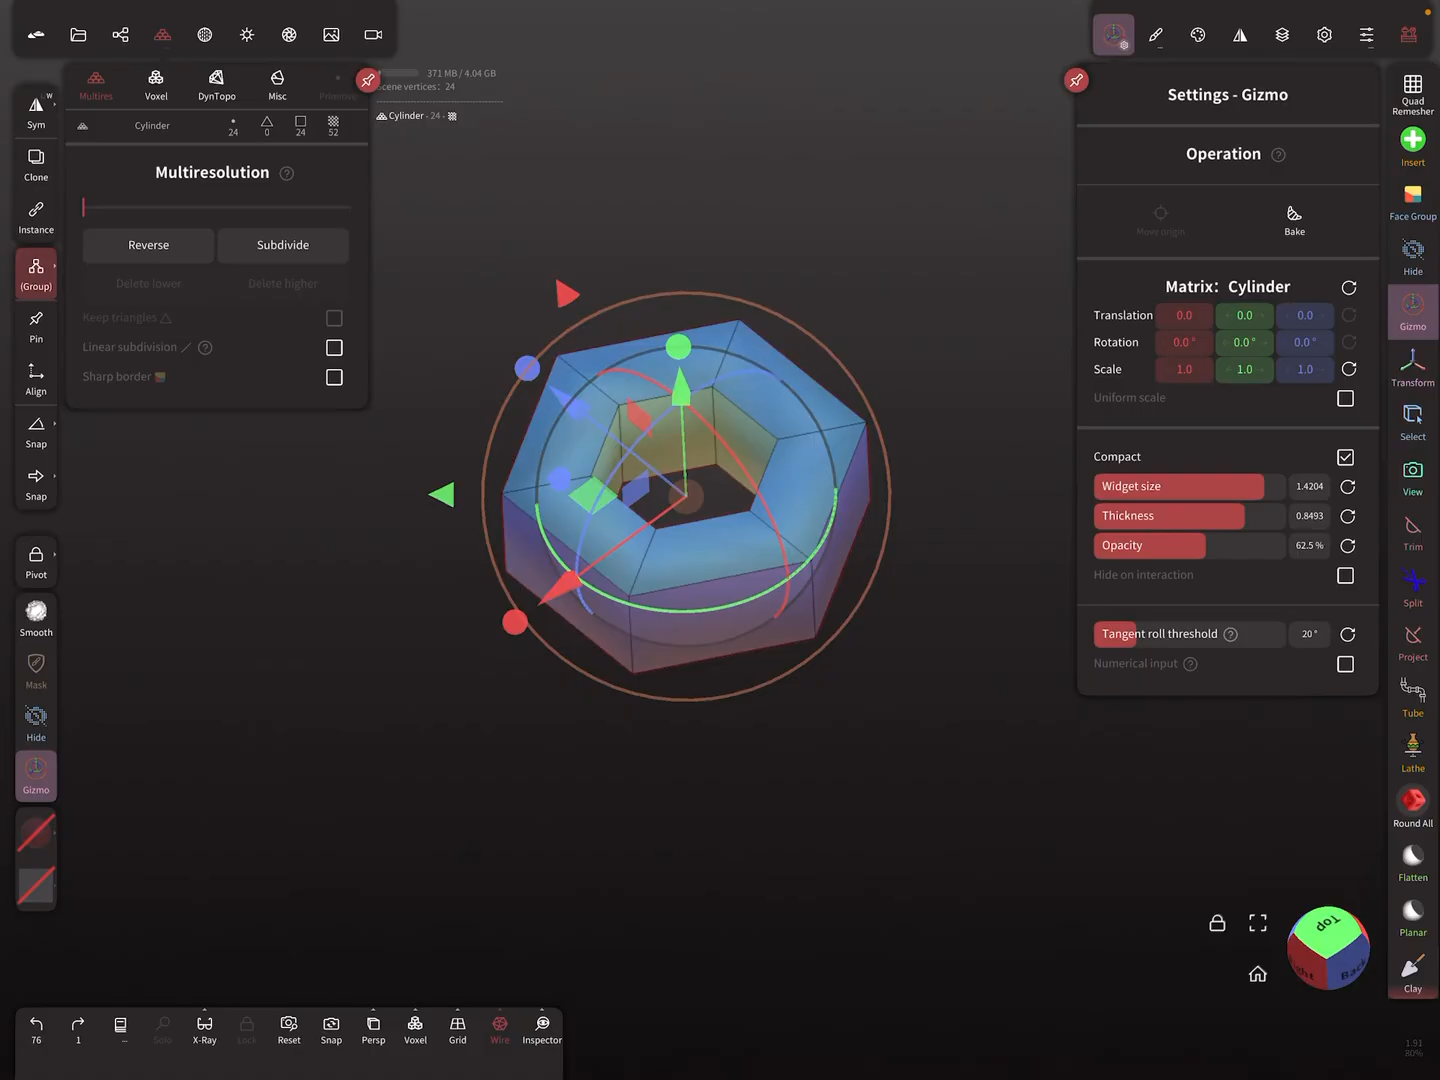 Multires
Voxel
DynTopo
Misc
Primitive
Cylinder
24
0
24
52
371 MB / 4.04 GB
Scene vertices: 24
Cylinder - 24 -
Multiresolution
?
Reverse
Subdivide
Delete lower
Delete higher
Keep triangles
Linear subdivision
?
Sharp border
W
Sym
Clone
Instance
(Group)
Pin
Align
Snap
Snap
Pivot
Smooth
Mask
Hide
Gizmo
Settings - Gizmo
Operation
?
Move origin
Bake
Matrix: Cylinder
Translation 0.0 0.0 0.0
Rotation 0.0 ° 0.0 ° 0.0 °
Scale 1.0 1.0 1.0
Uniform scale
Compact
Widget size 1.4204
Thickness 0.8493
Opacity 62.5 %
Hide on interaction
Tangent roll threshold ? 20 °
Numerical input ?
Quad
Remesher
Insert
Face Group
Hide
Gizmo
Transform
Select
View
Trim
Split
Project
Tube
Lathe
Round All
Flatten
Planar
Clay
Top
Back
76
1
...
Solo
X-Ray
Lock
Reset
Snap
Persp
Voxel
Grid
Wire
Inspector
1.91
80%